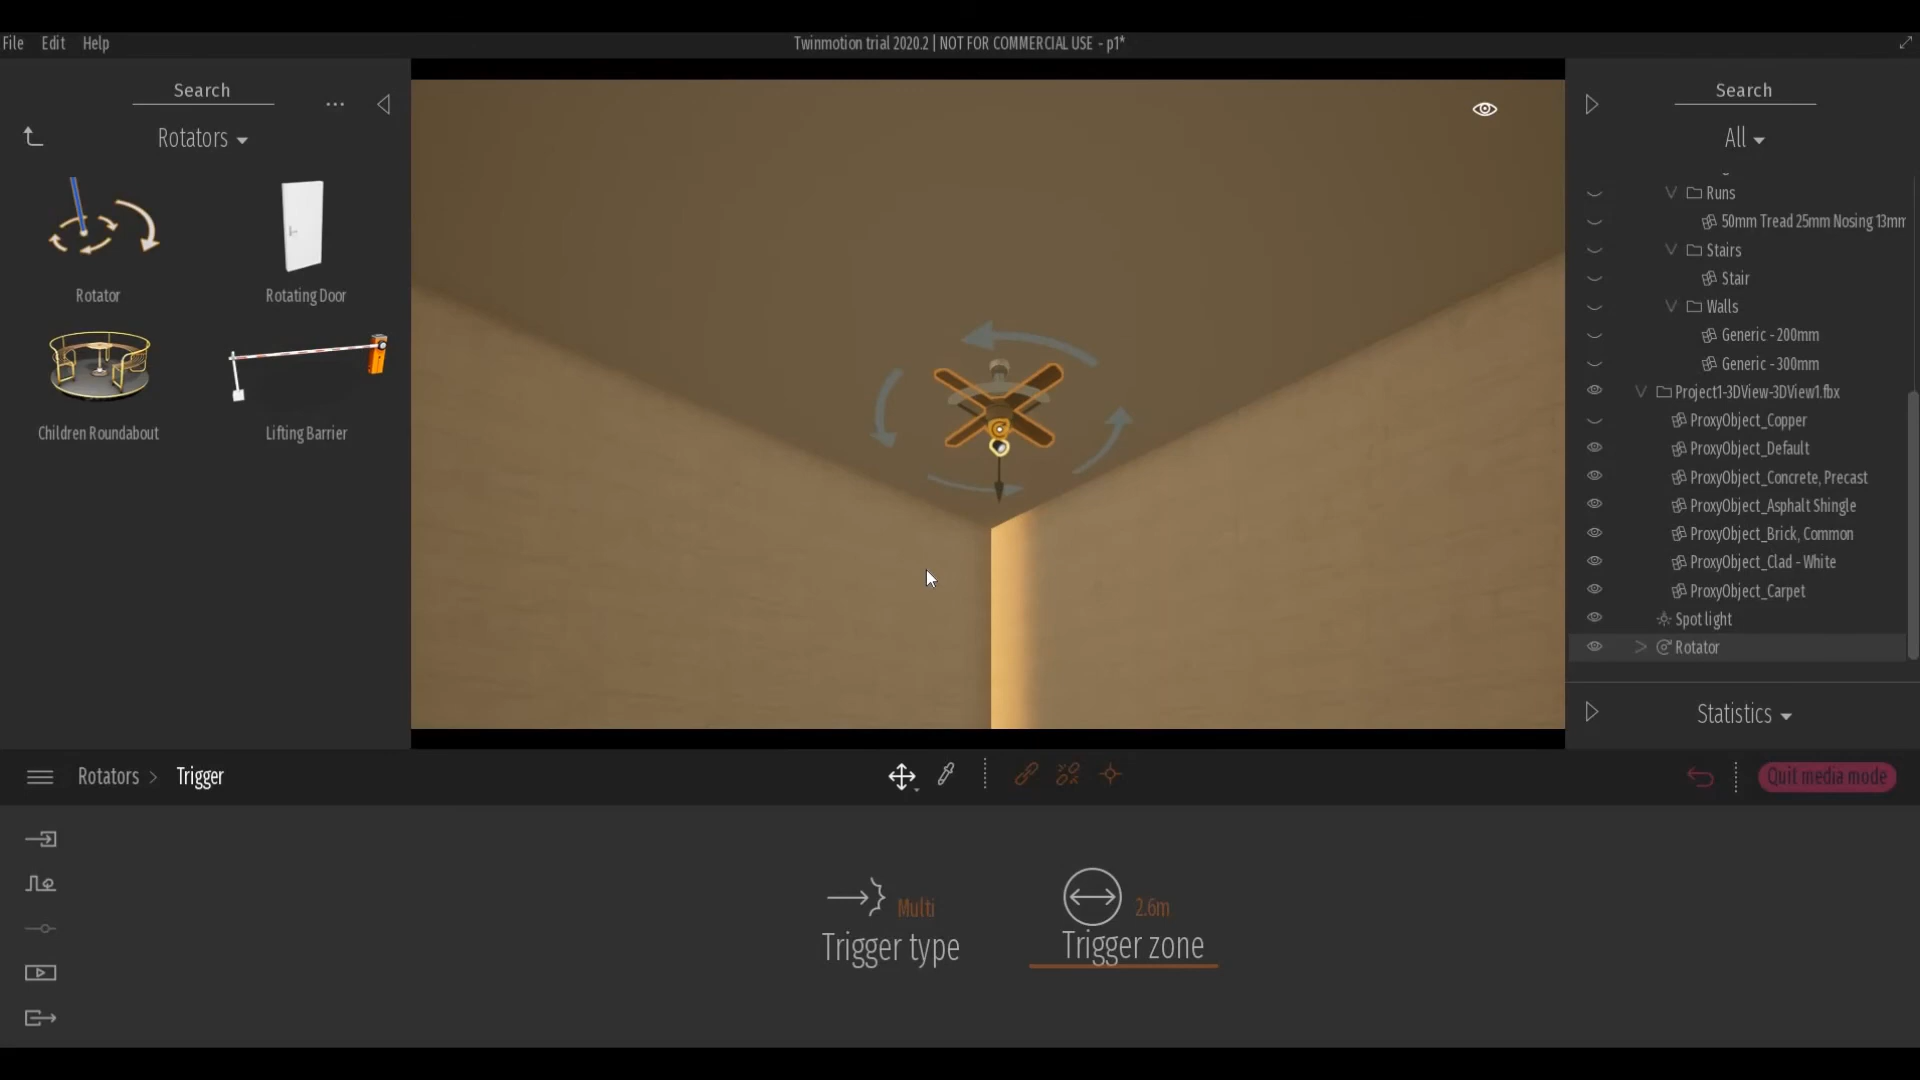 File Edit Help
Twinmotion trial 2020.2 | NOT FOR COMMERCIAL USE - p1*
Search
...
Rotators
Rotator
Rotating Door
Children Roundabout
Lifting Barrier
Search
All
Runs
50mm Tread 25mm Nosing 13mm
Stairs
Stair
Walls
Generic - 200mm
Generic - 300mm
Project1-3DView-3DView1.fbx
ProxyObject_Copper
ProxyObject_Default
ProxyObject_Concrete, Precast
ProxyObject_Asphalt Shingle
ProxyObject_Brick, Common
ProxyObject_Clad - White
ProxyObject_Carpet
Spot light
Rotator
Statistics
Rotators > Trigger
Quit media mode
Multi
Trigger type
2.6m
Trigger zone